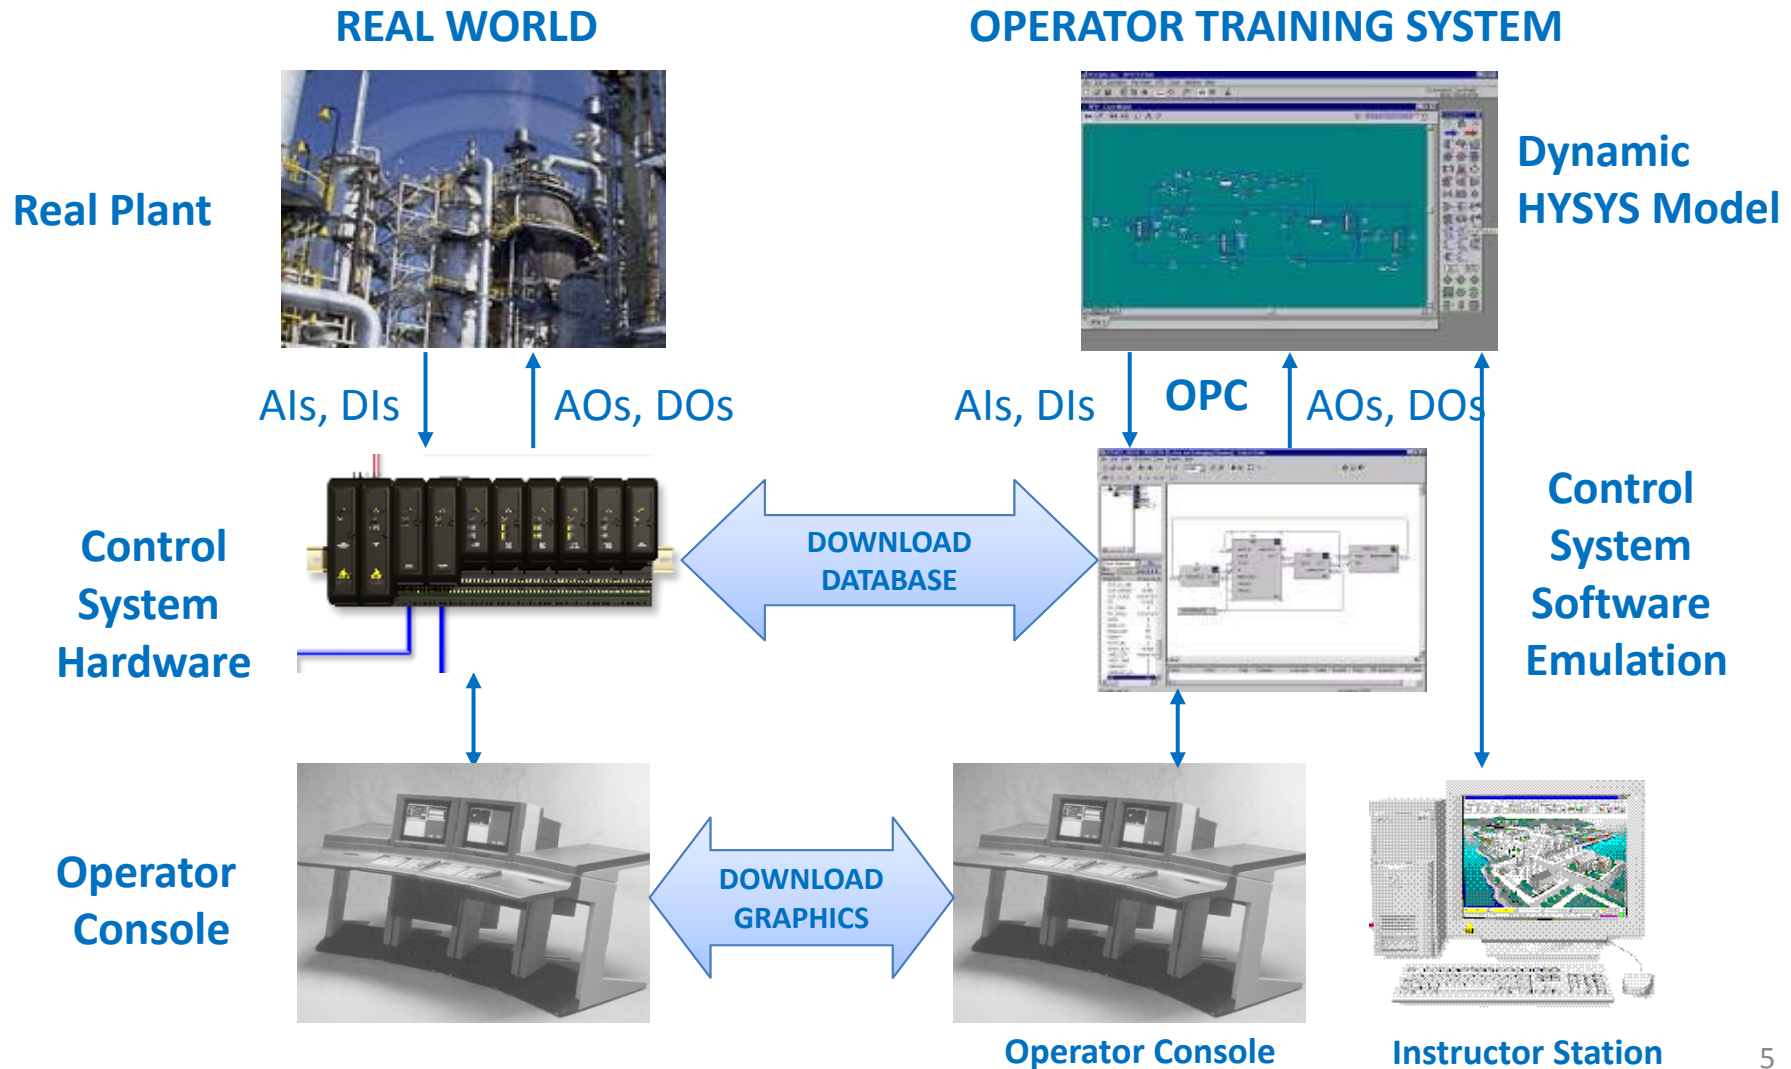 REAL WORLD
OPERATOR TRAINING SYSTEM
Real Plant
Dynamic
HYSYS Model
AIs, DIs
AOs, DOs
AIs, DIs
OPC
AOs, DOs
Control
System
Hardware
DOWNLOAD
DATABASE
Control
System
Software
Emulation
Operator
Console
DOWNLOAD
GRAPHICS
Operator Console
Instructor Station
5